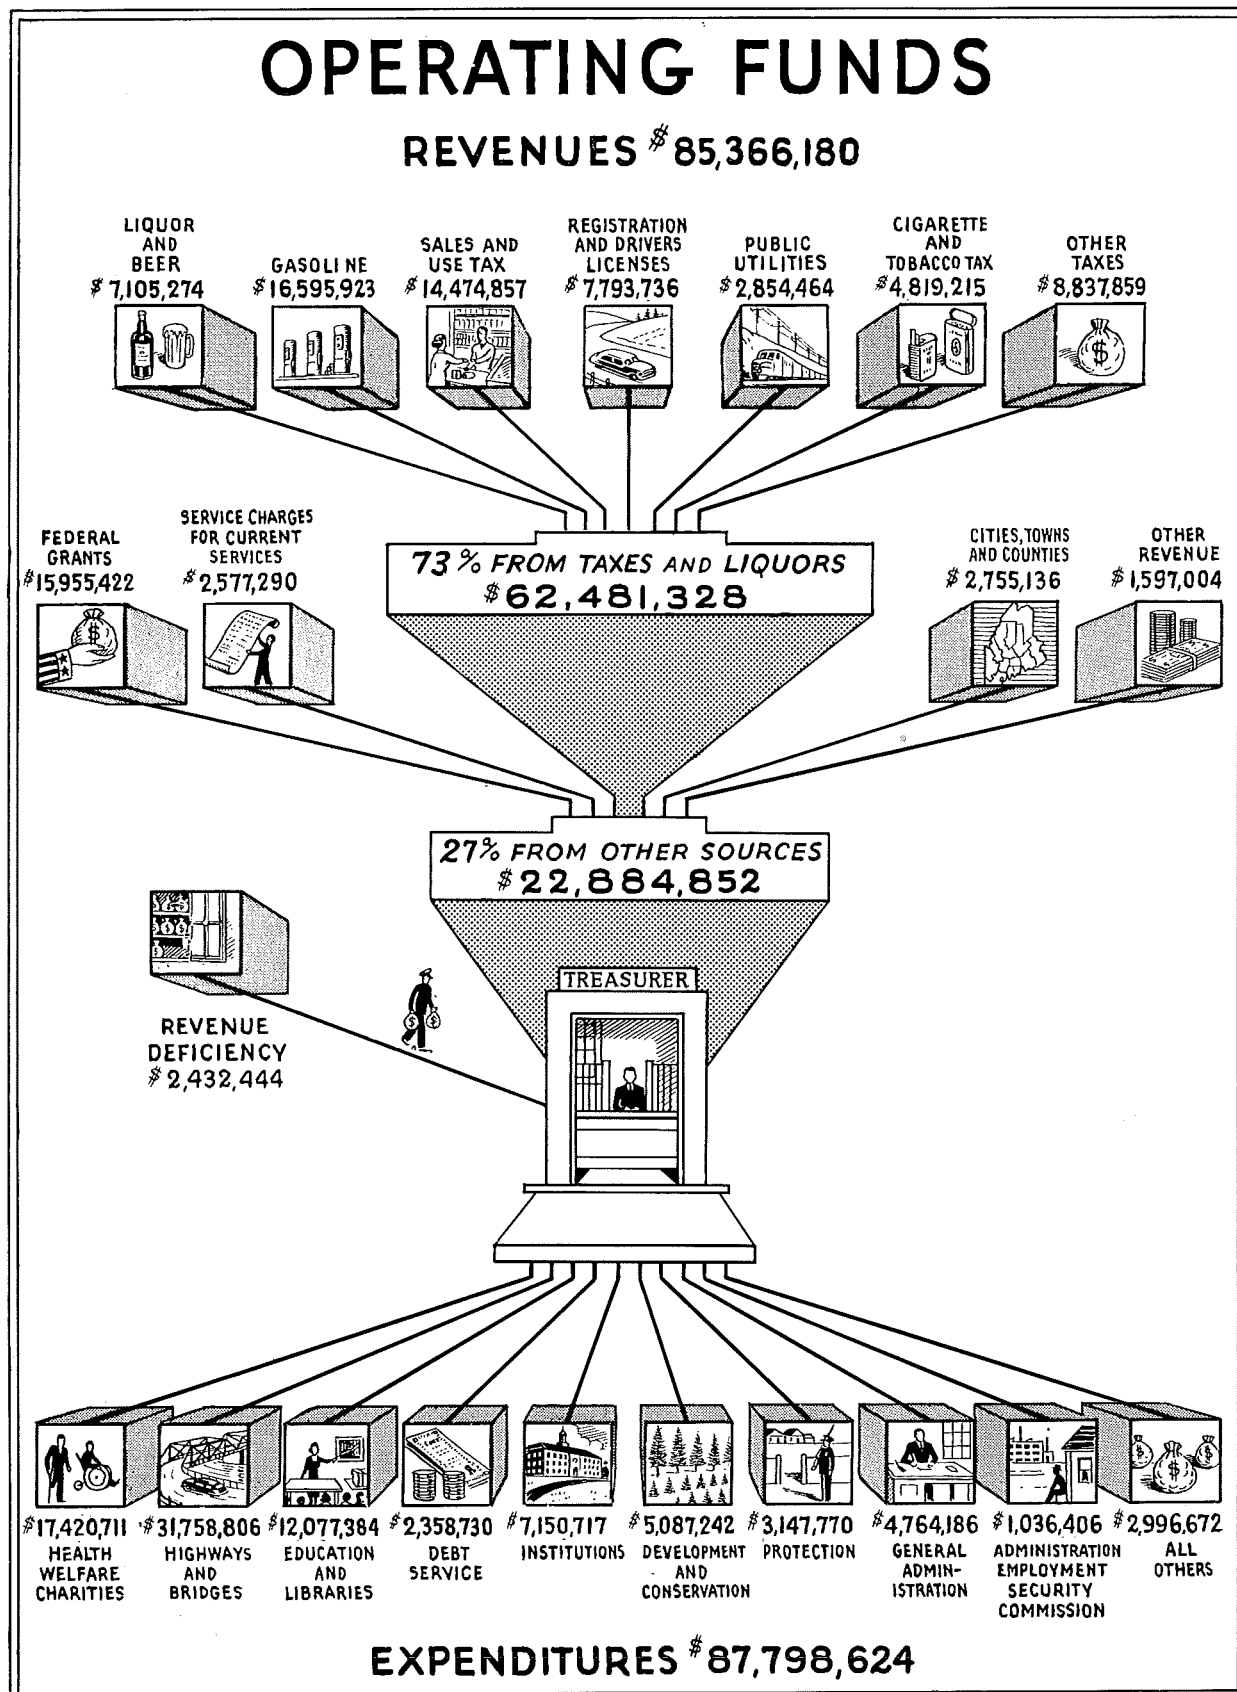 OPERATING FUNDS
REVENUES $ 85,366,180
LIQUOR
AND
BEER
$ 7,105,274
GASOLINE
$ 16,595,923
SALES AND
USE TAX
$ 14,474,857
REGISTRATION
AND DRIVERS
LICENSES
$ 7,793,736
PUBLIC
UTILITIES
$ 2,854,464
CIGARETTE
AND
TOBACCO TAX
$ 4,819,215
OTHER
TAXES
$ 8,837,859
73% FROM TAXES AND LIQUORS
$ 62,481,328
FEDERAL
GRANTS
$ 15,955,422
SERVICE CHARGES
FOR CURRENT
SERVICES
$ 2,577,290
CITIES, TOWNS
AND COUNTIES
$ 2,755,136
OTHER
REVENUE
$ 1,597,004
27% FROM OTHER SOURCES
$ 22,884,852
TREASURER
REVENUE
DEFICIENCY
$ 2,432,444
$ 17,420,711
HEALTH
WELFARE
CHARITIES
$ 31,758,806
HIGHWAYS
AND
BRIDGES
$ 12,077,384
EDUCATION
AND
LIBRARIES
$ 2,358,730
DEBT
SERVICE
$ 7,150,717
INSTITUTIONS
$ 5,087,242
DEVELOPMENT
AND
CONSERVATION
$ 3,147,770
PROTECTION
$ 4,764,186
GENERAL
ADMIN-
ISTRATION
$ 1,036,406
ADMINISTRATION
EMPLOYMENT
SECURITY
COMMISSION
$ 2,996,672
ALL
OTHERS
EXPENDITURES $ 87,798,624